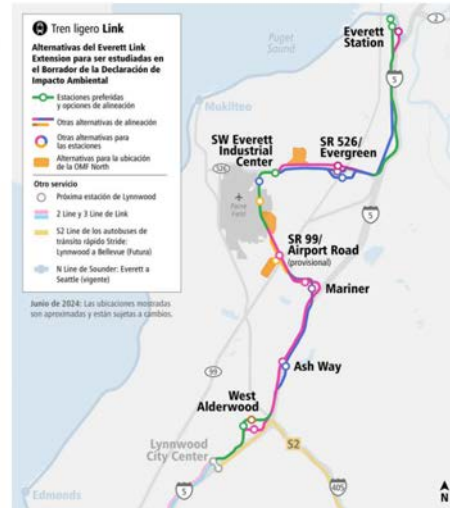 Tren ligero Link
Alternativas del Everett Link
Extension para ser estudiadas en
el Borrador de la Declaración de
Impacto Ambiental
Estaciones preferidas
y opciones de alineación
Otras alternativas de alineación
Otras alternativas para
las estaciones
Alternativas para la ubicación
de la OMF North
Otro servicio
Próxima estación de Lynnwood
2 Line y 3 Line de Link
S2 Line de los autobuses de
tránsito rápido Stride:
Lynnwood a Bellevue (Futura)
N Line de Sounder: Everett a
Seattle (vigente)
Junio de 2024: Las ubicaciones mostradas
son aproximadas y están sujetas a cambios.
Puget
Sound
Everett
Station
2
5
Mukilteo
SW Everett
Industrial
Center
SR 526/
Evergreen
526
Paine
Field
5
SR 99/
Airport Road
(provisional)
Mariner
99
Ash Way
West
Alderwood
Lynnwood
City Center
S2
5
405
Edmonds
N